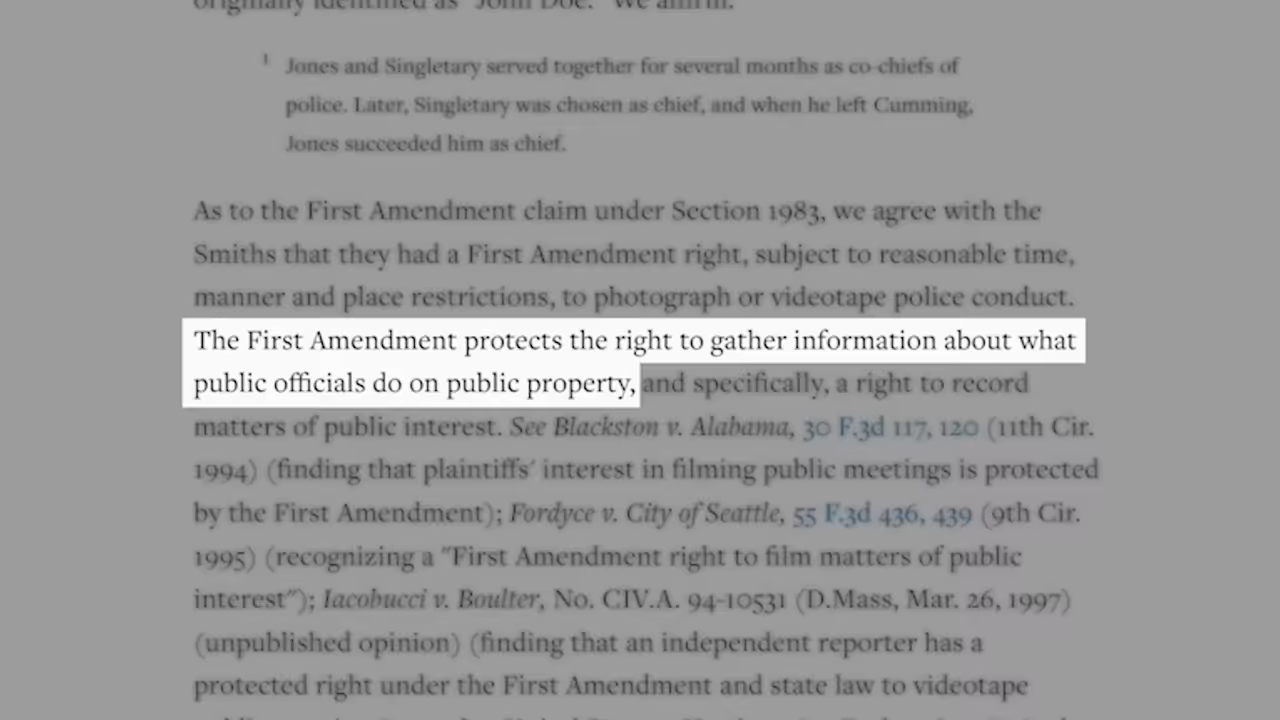 originally identified as "John Doe." We affirm.
1 Jones and Singletary served together for several months as co-chiefs of
police. Later, Singletary was chosen as chief, and when he left Cumming,
Jones succeeded him as chief.
As to the First Amendment claim under Section 1983, we agree with the
Smiths that they had a First Amendment right, subject to reasonable time,
manner and place restrictions, to photograph or videotape police conduct.
The First Amendment protects the right to gather information about what
public officials do on public property, and specifically, a right to record
matters of public interest. See Blackston v. Alabama, 30 F.3d 117, 120 (11th Cir.
1994) (finding that plaintiffs' interest in filming public meetings is protected
by the First Amendment); Fordyce v. City of Seattle, 55 F.3d 436, 439 (9th Cir.
1995) (recognizing a "First Amendment right to film matters of public
interest"); Iacobucci v. Boulter, No. CIV.A. 94-10531 (D.Mass, Mar. 26, 1997)
(unpublished opinion) (finding that an independent reporter has a
protected right under the First Amendment and state law to videotape